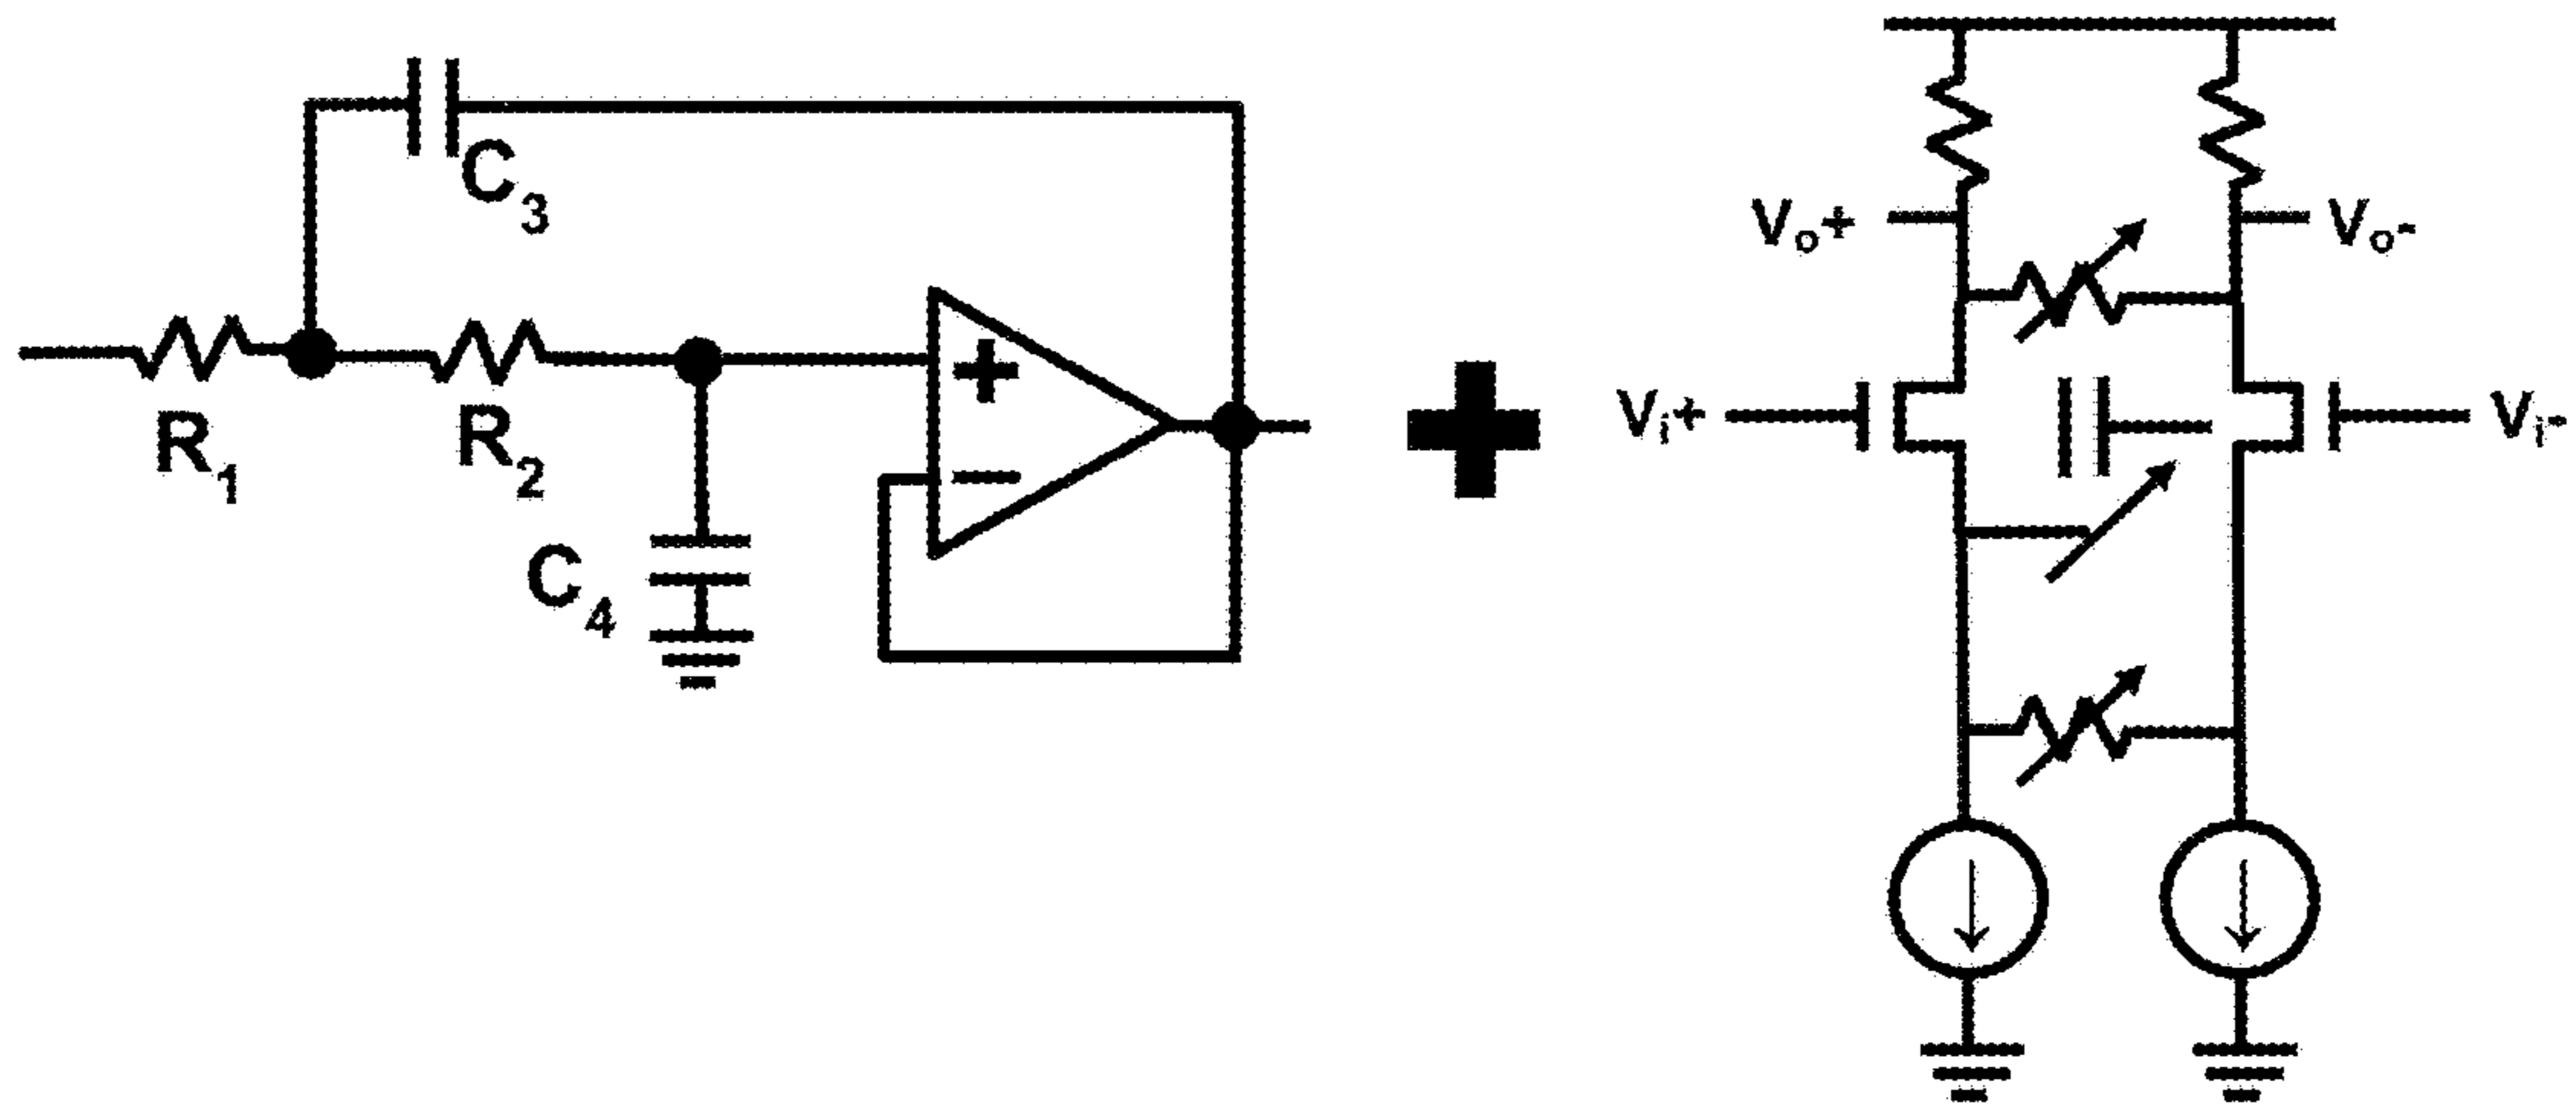 C3
R1
R2
C4
+
−
+
Vo+
Vo-
Vi+
Vi-